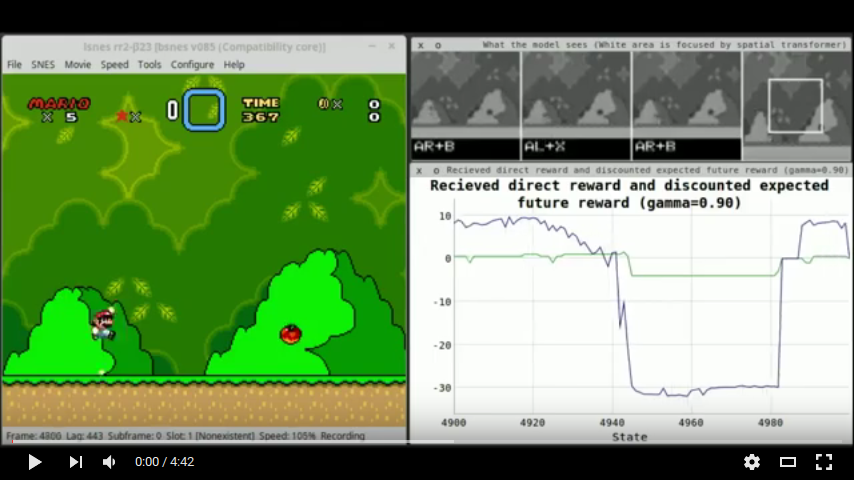 lsnes rr2-β23 [bsnes v085 (Compatibility core)]
File SNES Movie Speed Tools Configure Help
MARIO TIME
x 5 ★x 0 367 x 0
0
Frame: 4800 Lag: 443 Subframe: 0 Slot: 1 [Nonexistent] Speed: 105% Recording
x o What the model sees (White area is focused by spatial transformer)
AR+B AL+X AR+B
x o Recieved direct reward and discounted expected future reward (gamma=0.90)
Recieved direct reward and discounted expected
future reward (gamma=0.90)
10
0
-10
-20
-30
4900 4920 4940 4960 4980
State
0:00 / 4:42